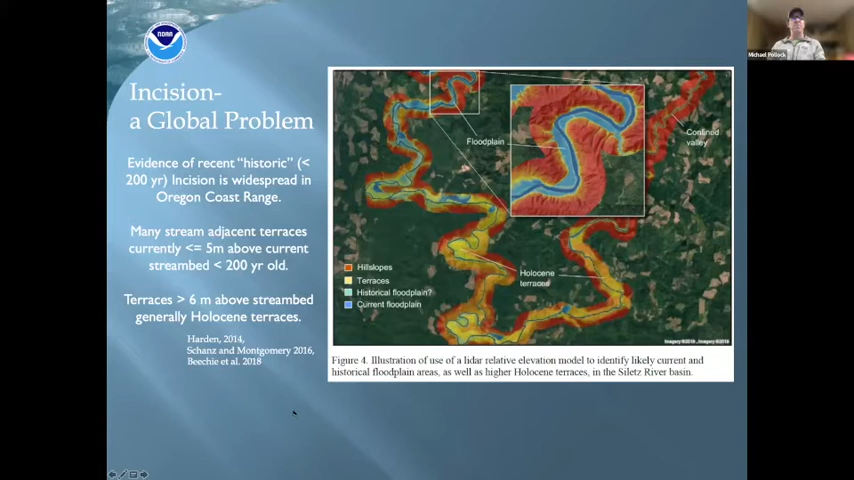 NOAA
Michael Pollock
Incision-
a Global Problem
Evidence of recent "historic" (<
200 yr) Incision is widespread in
Oregon Coast Range.
Many stream adjacent terraces
currently <= 5m above current
streambed < 200 yr old.
Terraces > 6 m above streambed
generally Holocene terraces.
Harden, 2014,
Schanz and Montgomery 2016,
Beechie et al. 2018
Floodplain
Confined
valley
Holocene
terraces
Hillslopes
Terraces
Historical floodplain?
Current floodplain
Figure 4. Illustration of use of a lidar relative elevation model to identify likely current and
historical floodplain areas, as well as higher Holocene terraces, in the Siletz River basin.